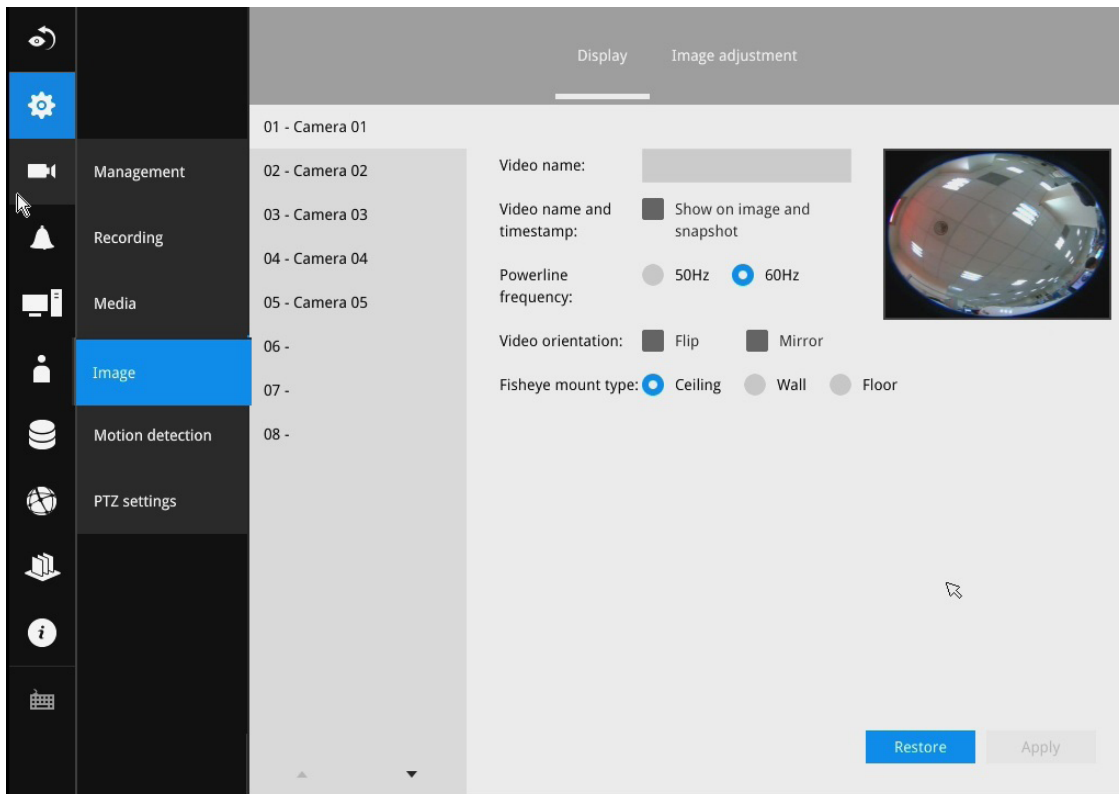 Display
Image adjustment
Management
Recording
Media
Image
Motion detection
PTZ settings
01 - Camera 01
02 - Camera 02
03 - Camera 03
04 - Camera 04
05 - Camera 05
06 -
07 -
08 -
Video name:
Video name and
timestamp:
Show on image and
snapshot
Powerline
frequency:
50Hz
60Hz
Video orientation:
Flip
Mirror
Fisheye mount type:
Ceiling
Wall
Floor
Restore
Apply